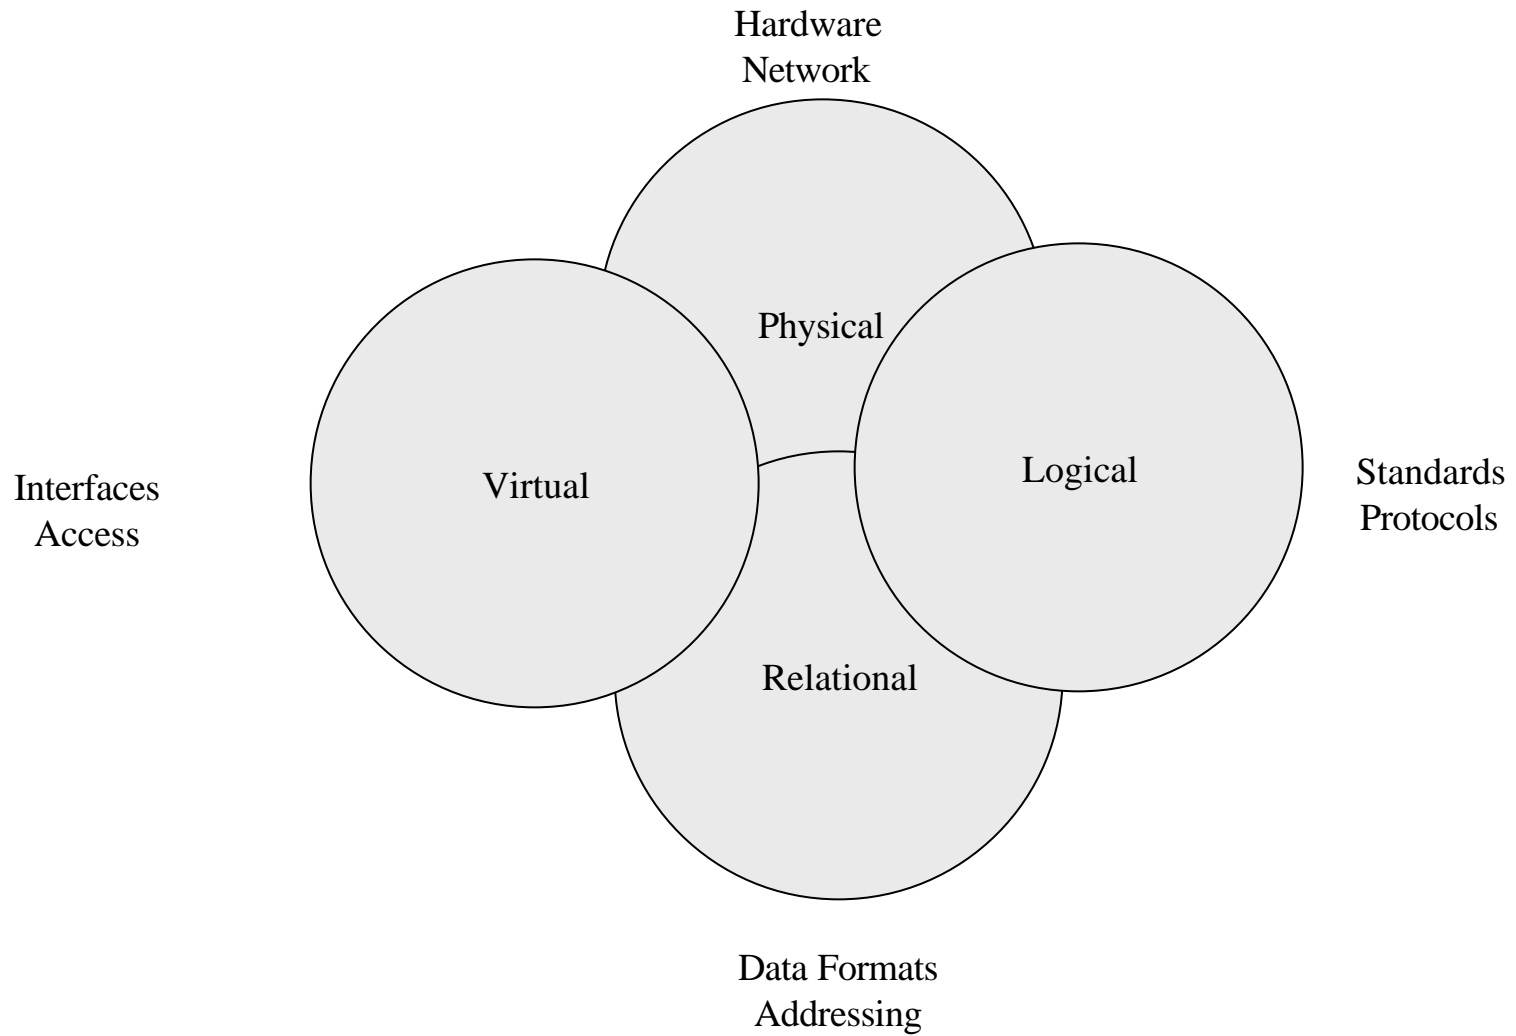 Hardware
Network
Physical
Virtual
Logical
Interfaces
Access
Standards
Protocols
Relational
Data Formats
Addressing